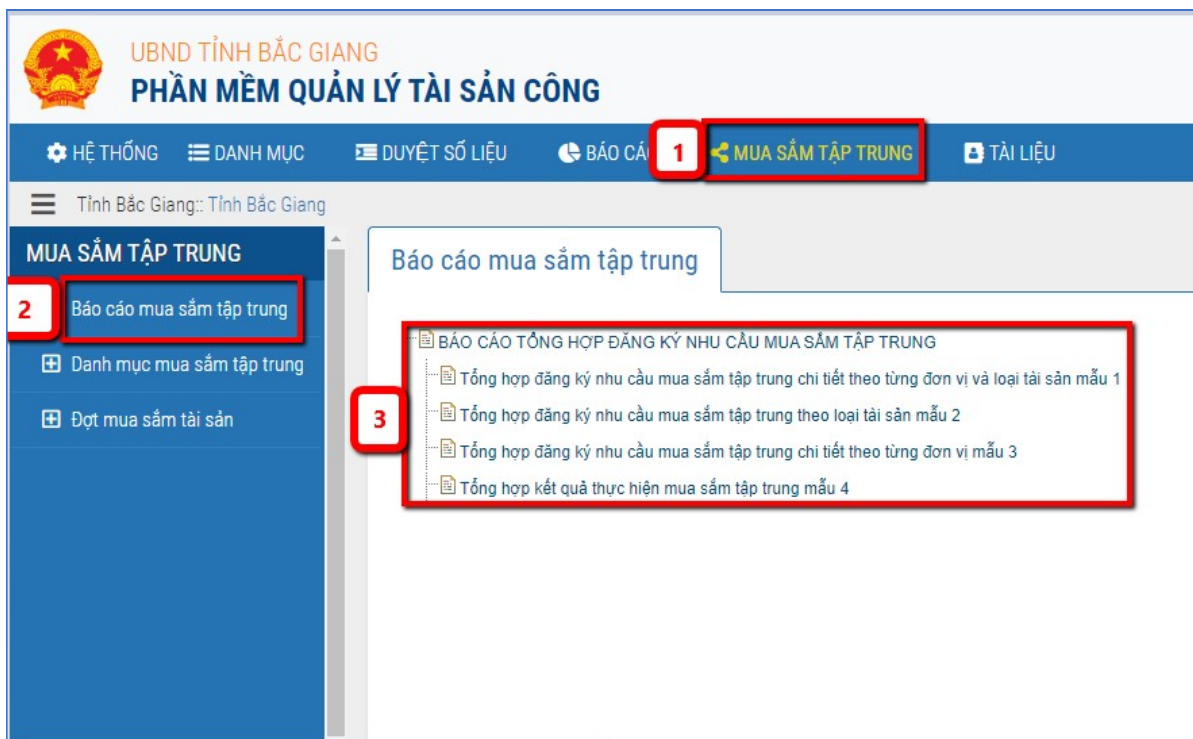 UBND TỈNH BẮC GIANG
PHẦN MỀM QUẢN LÝ TÀI SẢN CÔNG
HỆ THỐNG DANH MỤC DUYỆT SỐ LIỆU BÁO CÁ 1 MUA SẮM TẬP TRUNG TÀI LIỆU
Tỉnh Bắc Giang:: Tỉnh Bắc Giang
MUA SẮM TẬP TRUNG
2 Báo cáo mua sắm tập trung
Danh mục mua sắm tập trung
Đợt mua sắm tài sản
Báo cáo mua sắm tập trung
3
BÁO CÁO TỔNG HỢP ĐĂNG KÝ NHU CẦU MUA SẮM TẬP TRUNG
Tổng hợp đăng ký nhu cầu mua sắm tập trung chi tiết theo từng đơn vị và loại tài sản mẫu 1
Tổng hợp đăng ký nhu cầu mua sắm tập trung theo loại tài sản mẫu 2
Tổng hợp đăng ký nhu cầu mua sắm tập trung chi tiết theo từng đơn vị mẫu 3
Tổng hợp kết quả thực hiện mua sắm tập trung mẫu 4